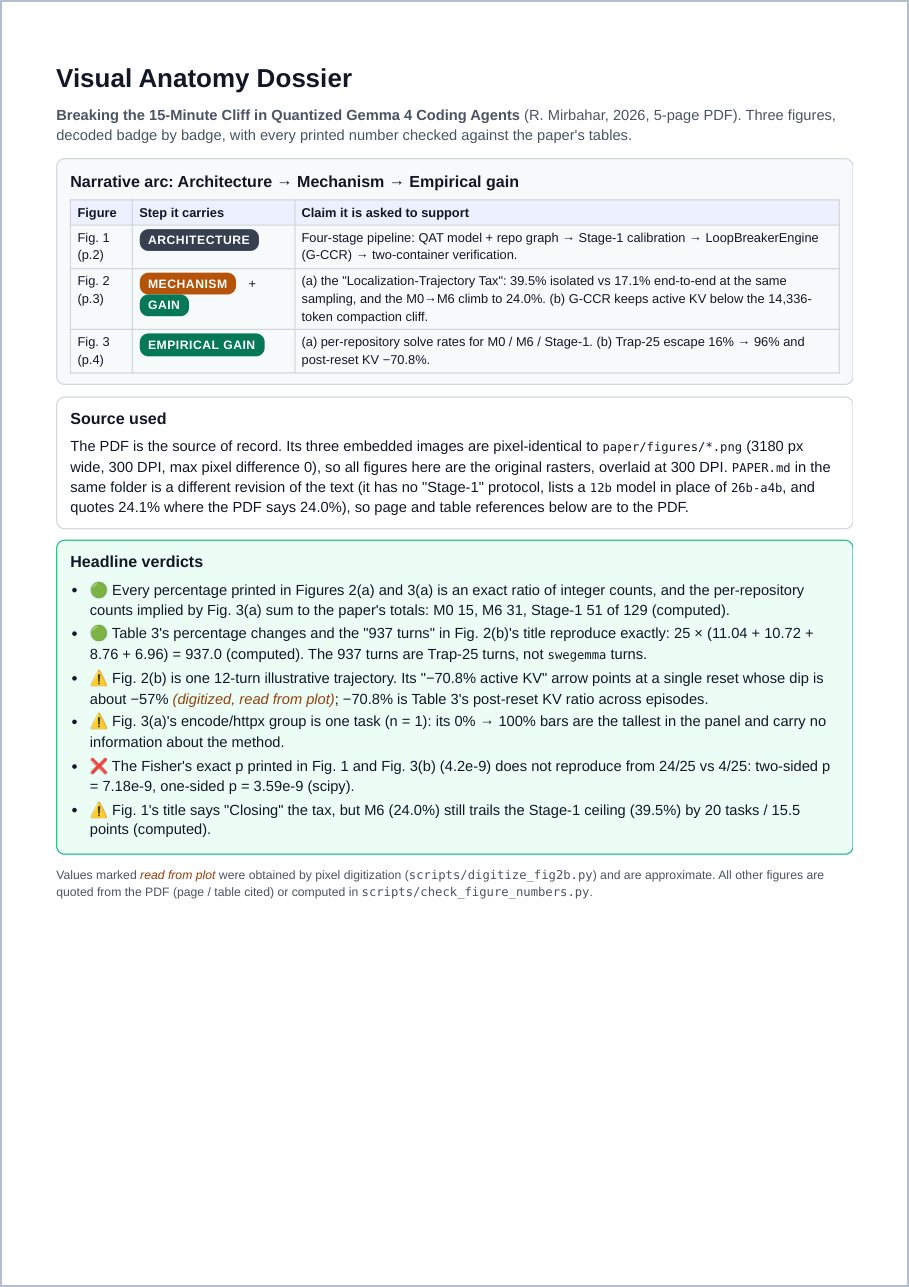 Visual Anatomy Dossier
Breaking the 15-Minute Cliff in Quantized Gemma 4 Coding Agents (R. Mirbahar, 2026, 5-page PDF). Three figures,
decoded badge by badge, with every printed number checked against the paper's tables.
Narrative arc: Architecture → Mechanism → Empirical gain
Figure Step it carries Claim it is asked to support
Fig. 1 ARCHITECTURE Four-stage pipeline: QAT model + repo graph → Stage-1 calibration → LoopBreakerEngine
(p.2) (G-CCR) → two-container verification.
Fig. 2 MECHANISM + (a) the "Localization-Trajectory Tax": 39.5% isolated vs 17.1% end-to-end at the same
(p.3) GAIN sampling, and the M0→M6 climb to 24.0%. (b) G-CCR keeps active KV below the 14,336-
token compaction cliff.
Fig. 3 EMPIRICAL GAIN (a) per-repository solve rates for M0 / M6 / Stage-1. (b) Trap-25 escape 16% → 96% and
(p.4) post-reset KV −70.8%.
Source used
The PDF is the source of record. Its three embedded images are pixel-identical to paper/figures/*.png (3180 px
wide, 300 DPI, max pixel difference 0), so all figures here are the original rasters, overlaid at 300 DPI. PAPER.md in the
same folder is a different revision of the text (it has no "Stage-1" protocol, lists a 12b model in place of 26b-a4b, and
quotes 24.1% where the PDF says 24.0%), so page and table references below are to the PDF.
Headline verdicts
• 🟢 Every percentage printed in Figures 2(a) and 3(a) is an exact ratio of integer counts, and the per-repository
counts implied by Fig. 3(a) sum to the paper's totals: M0 15, M6 31, Stage-1 51 of 129 (computed).
• 🟢 Table 3's percentage changes and the "937 turns" in Fig. 2(b)'s title reproduce exactly: 25 × (11.04 + 10.72 +
8.76 + 6.96) = 937.0 (computed). The 937 turns are Trap-25 turns, not swegemma turns.
• ⚠️ Fig. 2(b) is one 12-turn illustrative trajectory. Its "−70.8% active KV" arrow points at a single reset whose dip is
about −57% (digitized, read from plot); −70.8% is Table 3's post-reset KV ratio across episodes.
• ⚠️ Fig. 3(a)'s encode/httpx group is one task (n = 1): its 0% → 100% bars are the tallest in the panel and carry no
information about the method.
• ❌ The Fisher's exact p printed in Fig. 1 and Fig. 3(b) (4.2e-9) does not reproduce from 24/25 vs 4/25: two-sided p
= 7.18e-9, one-sided p = 3.59e-9 (scipy).
• ⚠️ Fig. 1's title says "Closing" the tax, but M6 (24.0%) still trails the Stage-1 ceiling (39.5%) by 20 tasks / 15.5
points (computed).
Values marked read from plot were obtained by pixel digitization (scripts/digitize_fig2b.py) and are approximate. All other figures are
quoted from the PDF (page / table cited) or computed in scripts/check_figure_numbers.py.